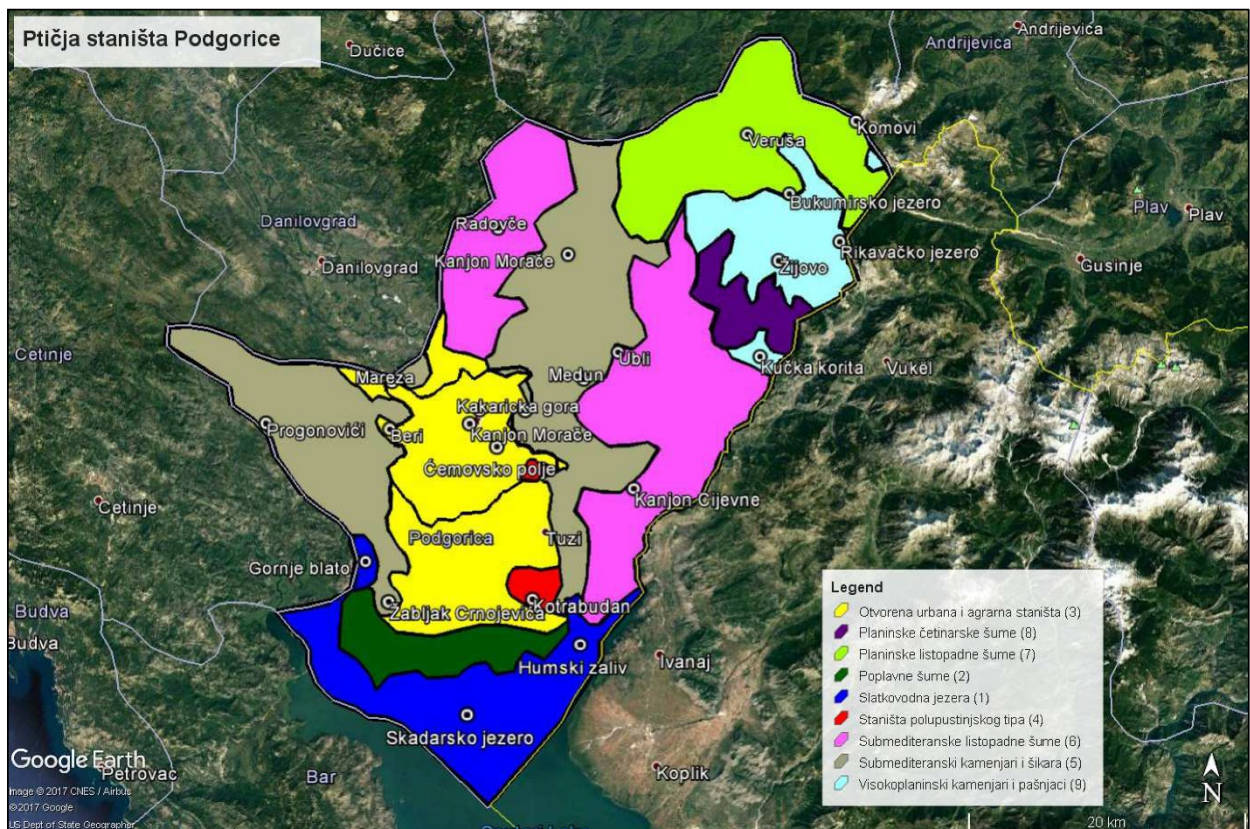 Ptičja staništa Podgorice
Dučice
Andrijevica
Andrijevica
Komovi
Veruša
Bukumirsko jezero
Plav
Plav
Danilovgrad
Radovče
Rikavačko jezero
Kanjon Morače
Danilovgrad
Žijovo
Gusinje
Cetinje
Ubli
Kučka korita
Vukël
Mareza
Medun
Kakaricka gora
Progonovići
Beri
Kanjon Morače
Ćemovsko polje
Kanjon Cijevne
Cetinje
Podgorica
Tuzi
Gornje blato
Žabljak Crnojevića
Kotrabudan
Budva
Budva
Humski zaliv
Ivanaj
Skadarsko jezero
Petrovac
Bar
Koplik
Legend
Otvorena urbana i agrarna staništa (3)
Planinske četinarske šume (8)
Planinske listopadne šume (7)
Poplavne šume (2)
Slatkovodna jezera (1)
Staništa polupustinjskog tipa (4)
Submediteranske listopadne šume (6)
Submediteranski kamenjari i šikara (5)
Visokoplaninski kamenjari i pašnjaci (9)
Google Earth
Image © 2017 CNES / Airbus
©2017 Google
US Dept of State Geographer
N
20 km